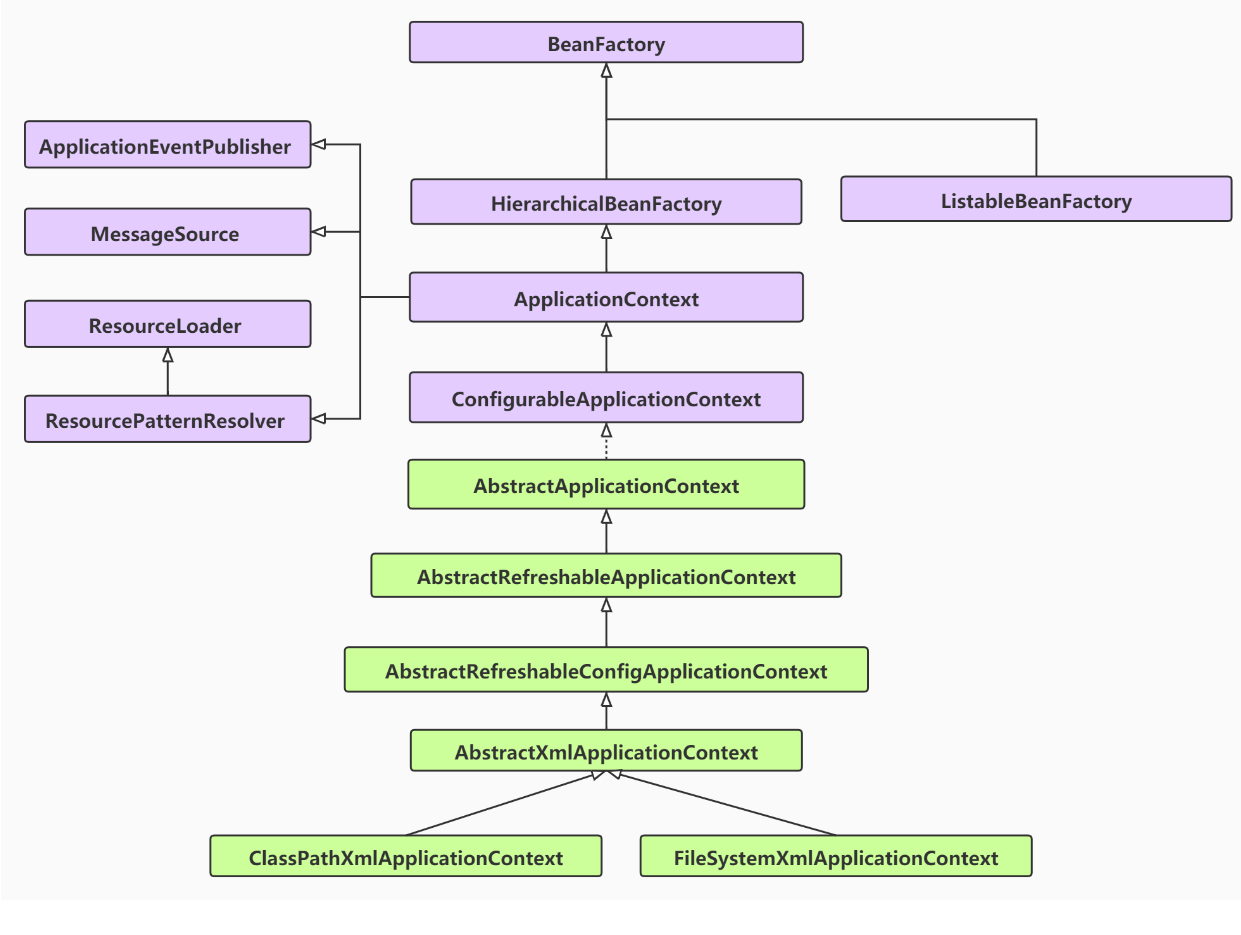 BeanFactory
ApplicationEventPublisher
MessageSource
ResourceLoader
ResourcePatternResolver
HierarchicalBeanFactory
ListableBeanFactory
ApplicationContext
ConfigurableApplicationContext
AbstractApplicationContext
AbstractRefreshableApplicationContext
AbstractRefreshableConfigApplicationContext
AbstractXmlApplicationContext
ClassPathXmlApplicationContext
FileSystemXmlApplicationContext